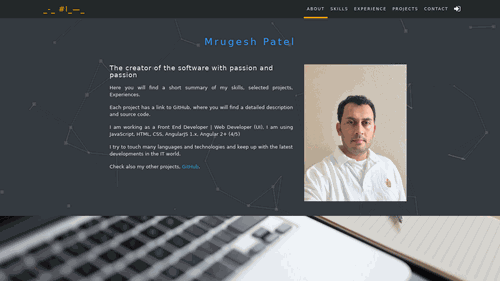 _-_ #|_—_
ABOUT SKILLS EXPERIENCE PROJECTS CONTACT
Mrugesh Patel
The creator of the software with passion and
passion
Here you will find a short summary of my skills, selected projects,
Experiences.
Each project has a link to GitHub. where you will find a detailed description
and source code.
I am working as a Front End Developer | Web Developer (UI), I am using
JavaScript, HTML, CSS, AngularJS 1.x, Angular 2+ (4/5)
I try to touch many languages and technologies and keep up with the latest
developments in the IT world.
Check also my other projects, GitHub.